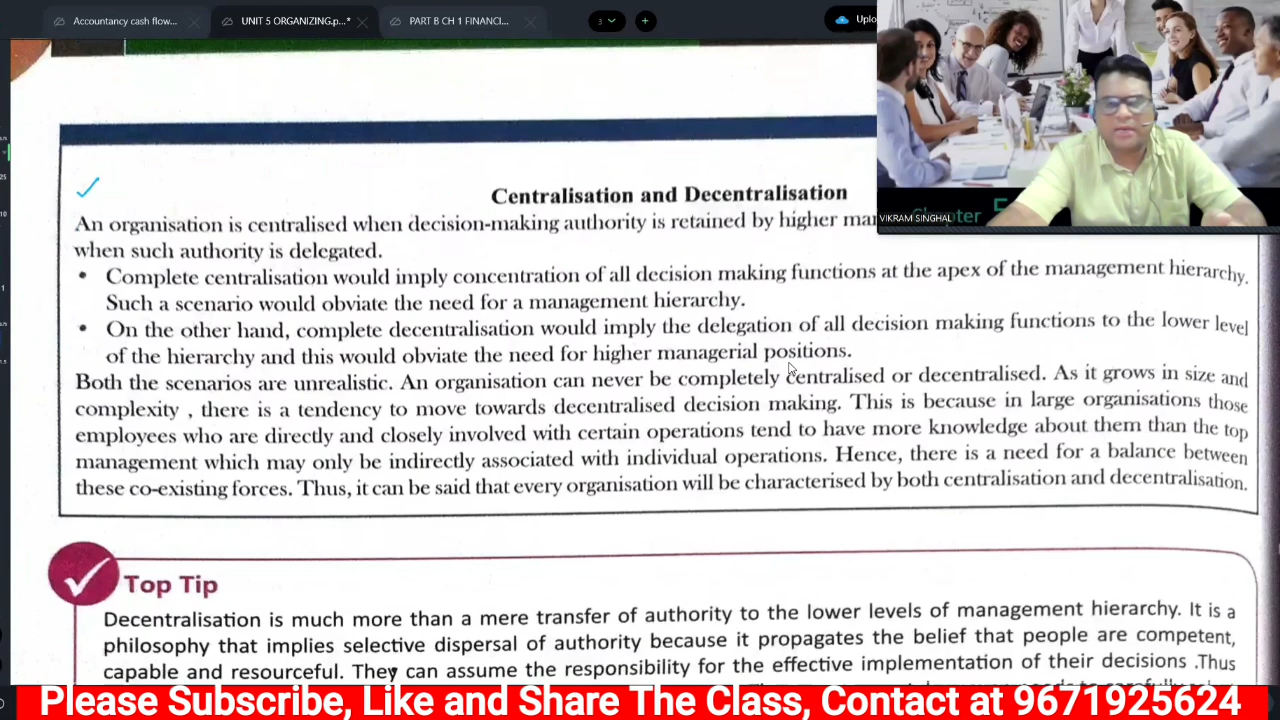 Accountancy cash flow...
UNIT 5 ORGANIZING.p...*
PART B CH 1 FINANCI...
3
Uplo
VIKRAM SINGHAL
Centralisation and Decentralisation
An organisation is centralised when decision-making authority is retained by higher
when such authority is delegated.
• Complete centralisation would imply concentration of all decision making functions at the apex of the management hierarchy.
Such a scenario would obviate the need for a management hierarchy.
• On the other hand, complete decentralisation would imply the delegation of all decision making functions to the lower level
of the hierarchy and this would obviate the need for higher managerial positions.
Both the scenarios are unrealistic. An organisation can never be completely centralised or decentralised. As it grows in size and
complexity , there is a tendency to move towards decentralised decision making. This is because in large organisations those
employees who are directly and closely involved with certain operations tend to have more knowledge about them than the top
management which may only be indirectly associated with individual operations. Hence, there is a need for a balance between
these co-existing forces. Thus, it can be said that every organisation will be characterised by both centralisation and decentralisation.
Top Tip
Decentralisation is much more than a mere transfer of authority to the lower levels of management hierarchy. It is a
philosophy that implies selective dispersal of authority because it propagates the belief that people are competent,
capable and resourceful. They can assume the responsibility for the effective implementation of their decisions .Thus
Please Subscribe, Like and Share The Class, Contact at 9671925624